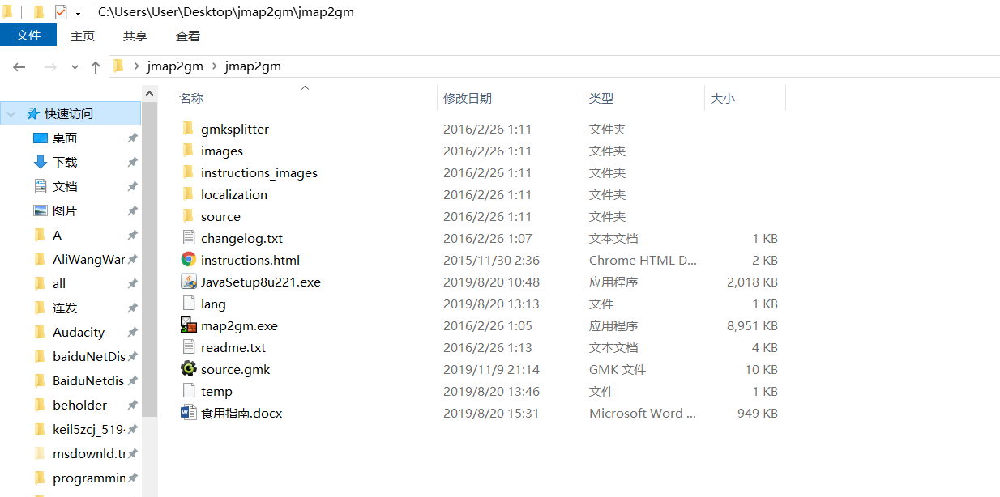 C:\Users\User\Desktop\jmap2gm\jmap2gm
文件 主页 共享 查看
jmap2gm jmap2gm
名称 修改日期 类型 大小
快速访问
桌面
下载
文档
图片
A
AliWangWar
all
连发
Audacity
baiduNetDis
BaiduNetdis
beholder
keil5zcj_519
msdownld.t
programmin
gmksplitter 2016/2/26 1:11 文件夹
images 2016/2/26 1:11 文件夹
instructions_images 2016/2/26 1:11 文件夹
localization 2016/2/26 1:11 文件夹
source 2016/2/26 1:11 文件夹
changelog.txt 2016/2/26 1:07 文本文档 1 KB
instructions.html 2015/11/30 2:36 Chrome HTML D... 2 KB
JavaSetup8u221.exe 2019/8/20 10:48 应用程序 2,018 KB
lang 2019/8/20 13:13 文件 1 KB
map2gm.exe 2016/2/26 1:05 应用程序 8,951 KB
readme.txt 2016/2/26 1:13 文本文档 4 KB
source.gmk 2019/11/9 21:14 GMK 文件 10 KB
temp 2019/8/20 13:46 文件 1 KB
食用指南.docx 2019/8/20 15:31 Microsoft Word ... 949 KB